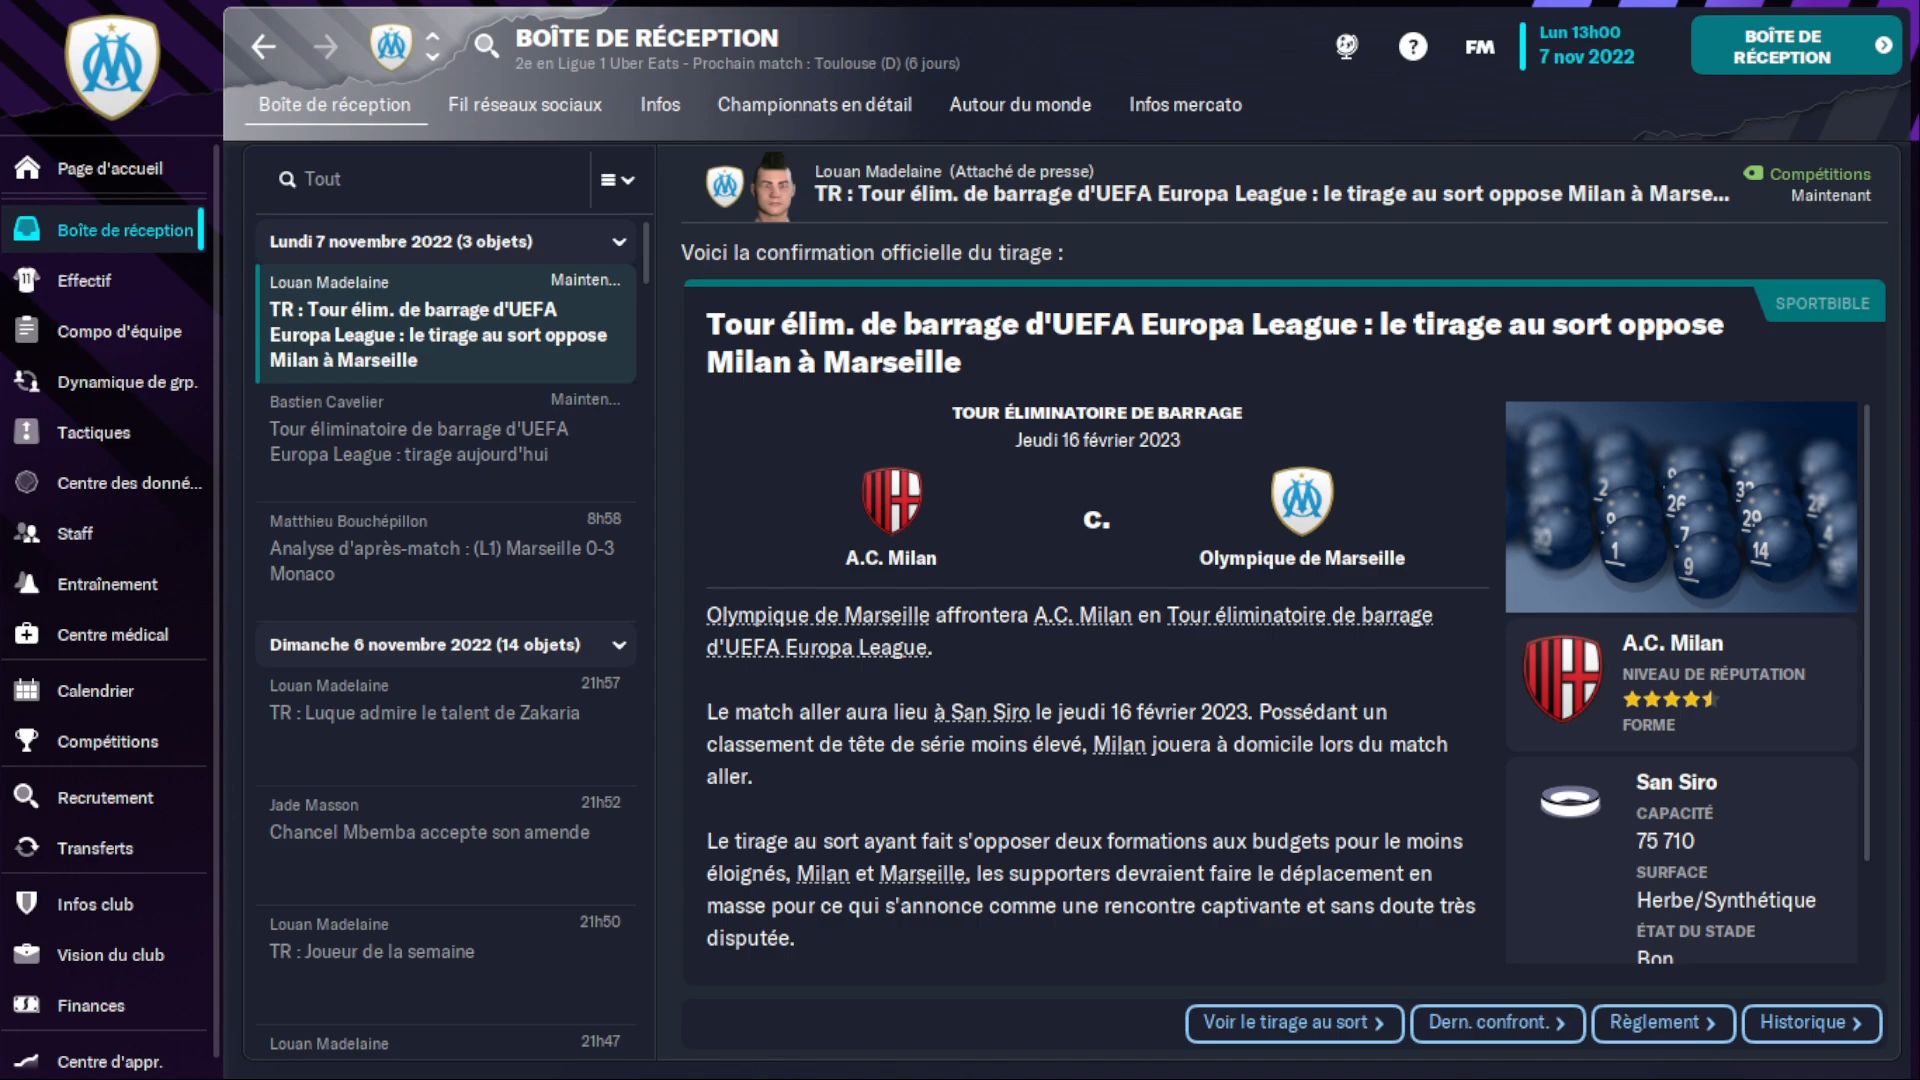 BOÎTE DE RÉCEPTION
2e en Ligue 1 Uber Eats - Prochain match : Toulouse (D) (6 jours)
?
FM
Lun 13h00
7 nov 2022
BOÎTE DE
RÉCEPTION
Boîte de réception
Fil réseaux sociaux
Infos
Championnats en détail
Autour du monde
Infos mercato
Page d'accueil
Boîte de réception
Effectif
Compo d'équipe
Dynamique de grp.
Tactiques
Centre des donné...
Staff
Entraînement
Centre médical
Calendrier
Compétitions
Recrutement
Transferts
Infos club
Vision du club
Finances
Centre d'appr.
Tout
Lundi 7 novembre 2022 (3 objets)
Louan Madelaine
Mainten...
TR : Tour élim. de barrage d'UEFA
Europa League : le tirage au sort oppose
Milan à Marseille
Bastien Cavelier
Mainten...
Tour éliminatoire de barrage d'UEFA
Europa League : tirage aujourd'hui
Matthieu Bouchépillon
8h58
Analyse d'après-match : (L1) Marseille 0-3
Monaco
Dimanche 6 novembre 2022 (14 objets)
Louan Madelaine
21h57
TR : Luque admire le talent de Zakaria
Jade Masson
21h52
Chancel Mbemba accepte son amende
Louan Madelaine
21h50
TR : Joueur de la semaine
Louan Madelaine
21h47
Louan Madelaine (Attaché de presse)
TR : Tour élim. de barrage d'UEFA Europa League : le tirage au sort oppose Milan à Marse...
Compétitions
Maintenant
Voici la confirmation officielle du tirage :
SPORTBIBLE
Tour élim. de barrage d'UEFA Europa League : le tirage au sort oppose
Milan à Marseille
TOUR ÉLIMINATOIRE DE BARRAGE
Jeudi 16 février 2023
c.
A.C. Milan
Olympique de Marseille
Olympique de Marseille affrontera A.C. Milan en Tour éliminatoire de barrage
d'UEFA Europa League.
Le match aller aura lieu à San Siro le jeudi 16 février 2023. Possédant un
classement de tête de série moins élevé, Milan jouera à domicile lors du match
aller.
Le tirage au sort ayant fait s'opposer deux formations aux budgets pour le moins
éloignés, Milan et Marseille, les supporters devraient faire le déplacement en
masse pour ce qui s'annonce comme une rencontre captivante et sans doute très
disputée.
A.C. Milan
NIVEAU DE RÉPUTATION
FORME
San Siro
CAPACITÉ
75 710
SURFACE
Herbe/Synthétique
ÉTAT DU STADE
Bon
Voir le tirage au sort
Dern. confront.
Règlement
Historique